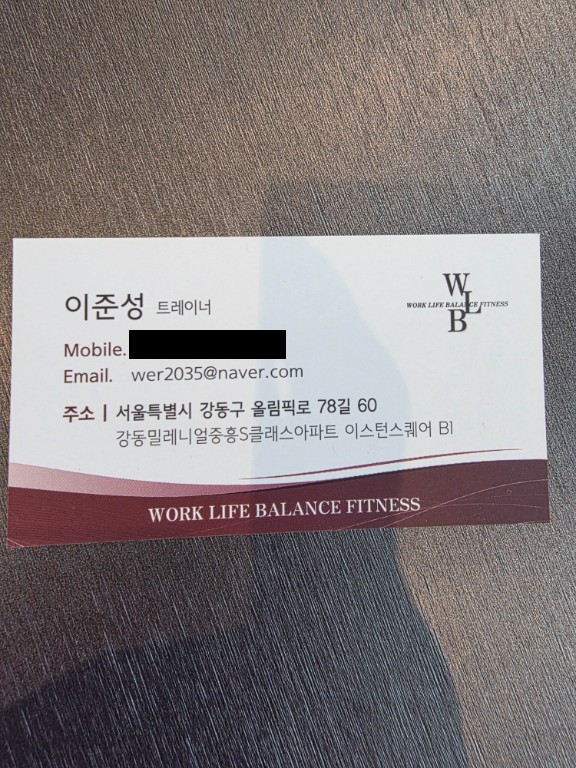 이준성 트레이너
Mobile.
Email. wer2035@naver.com
주소 | 서울특별시 강동구 올림픽로 78길 60
강동밀레니얼중흥S클래스아파트 이스턴스퀘어 B1
WLB
WORK LIFE BALANCE FITNESS
WORK LIFE BALANCE FITNESS